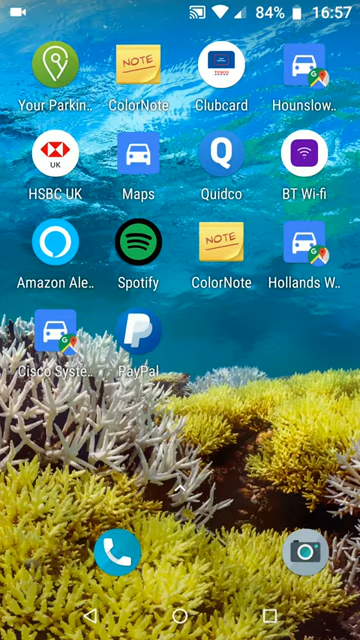 84% 16:57
NOTE
TESCO
Your Parkin.. ColorNote Clubcard Hounslow..
UK
Q
HSBC UK Maps Quidco BT Wi-fi
NOTE
Amazon Ale.. Spotify ColorNote Hollands W..
Cisco Syste.. PayPal